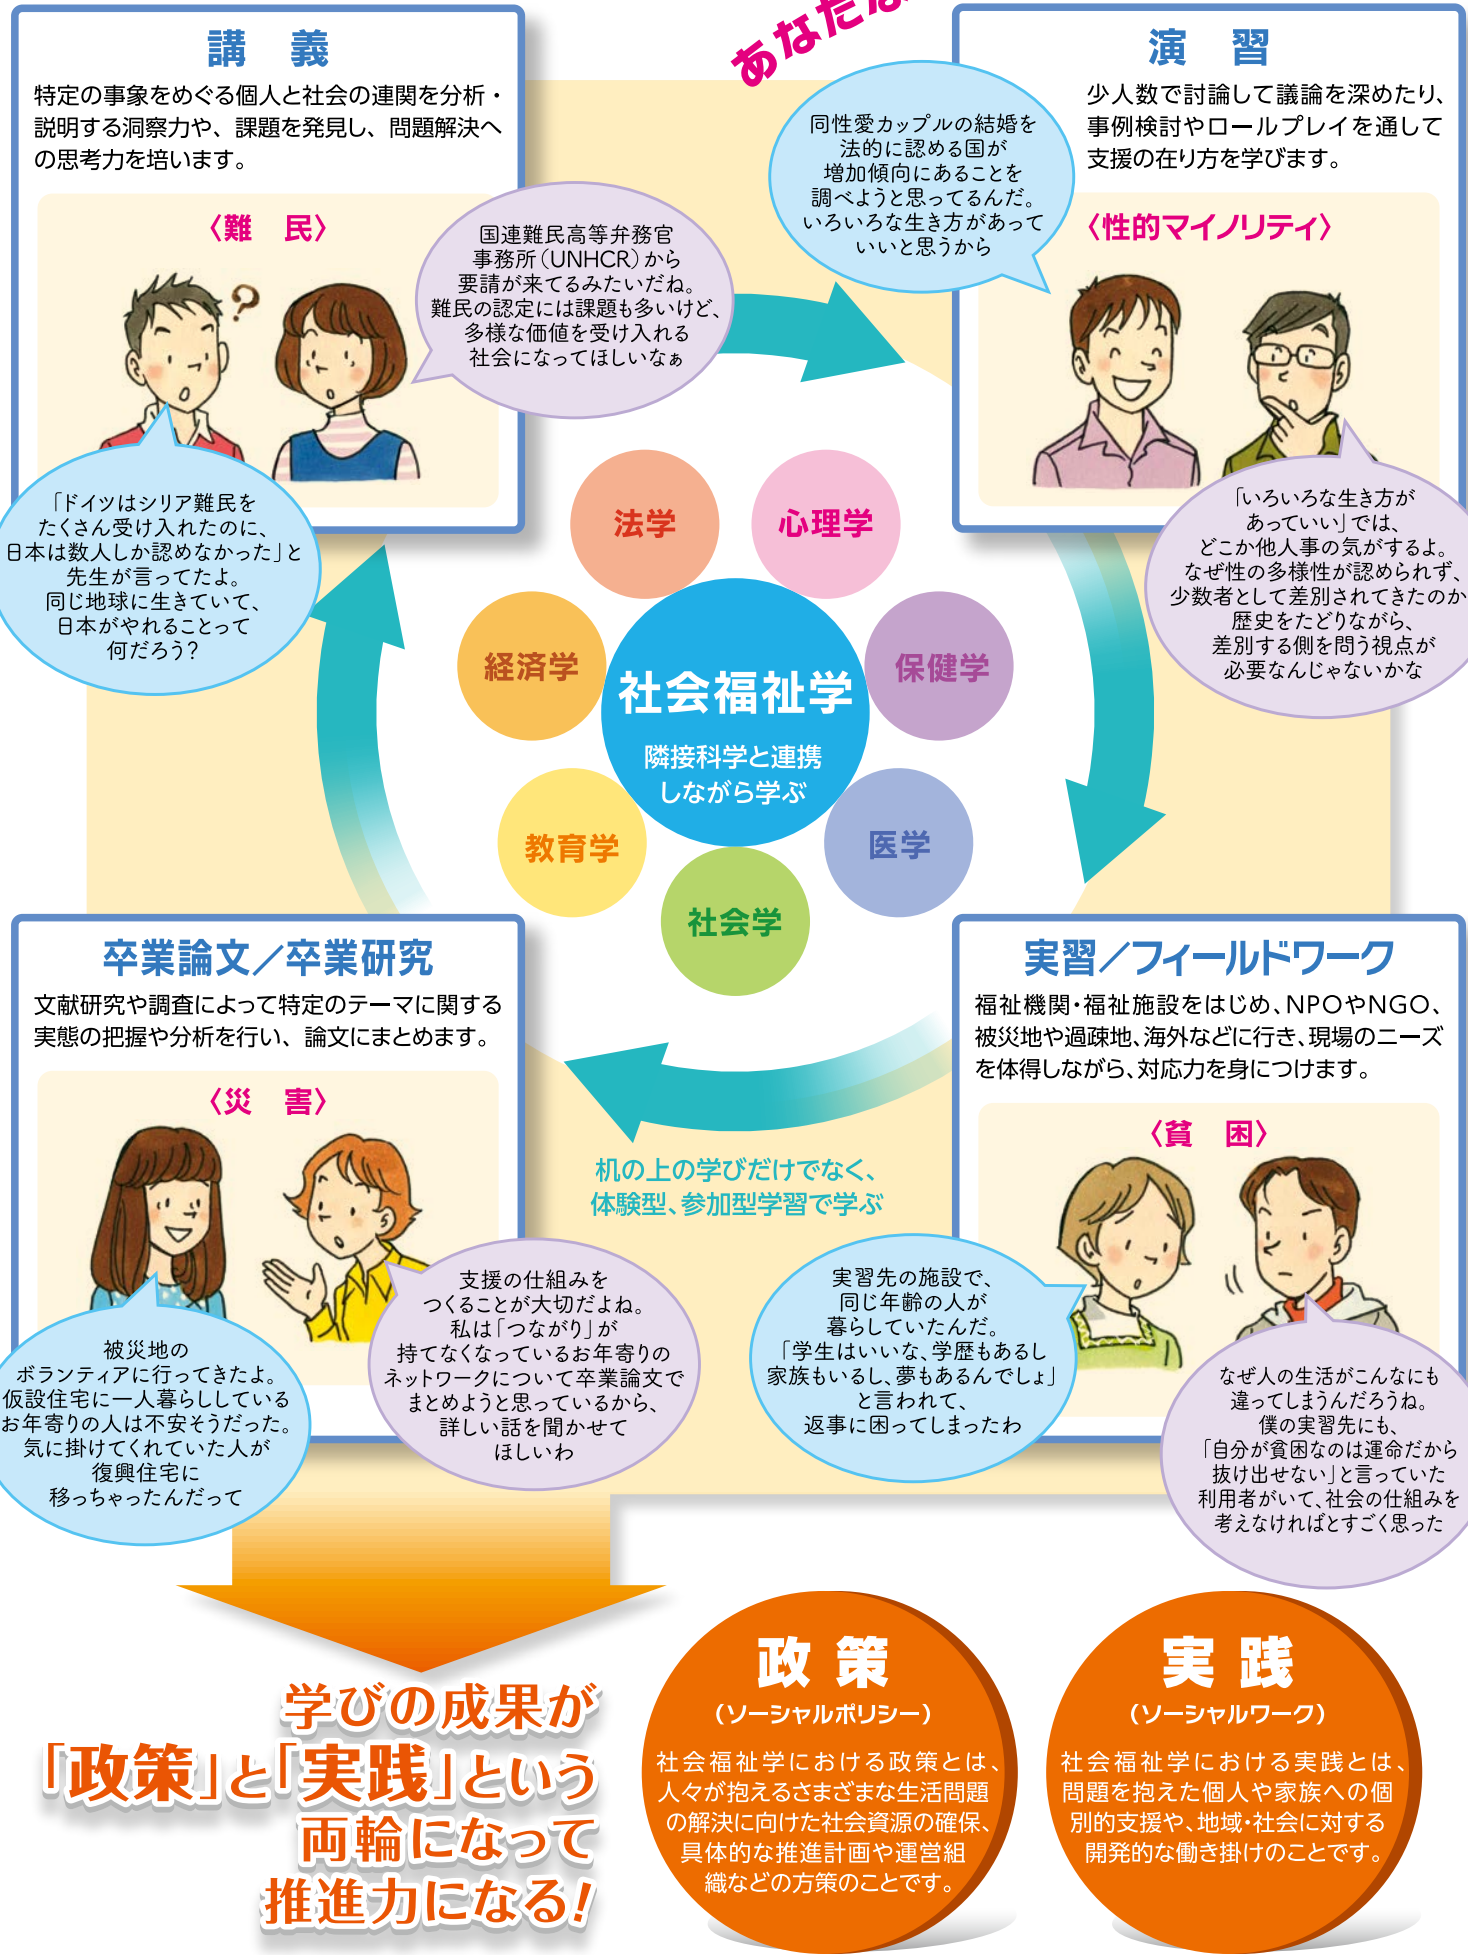 あなたな
講　義
特定の事象をめぐる個人と社会の連関を分析・
説明する洞察力や、課題を発見し、問題解決へ
の思考力を培います。
〈難　民〉
国連難民高等弁務官
事務所（UNHCR）から
要請が来てるみたいだね。
難民の認定には課題も多いけど、
多様な価値を受け入れる
社会になってほしいなぁ
「ドイツはシリア難民を
たくさん受け入れたのに、
日本は数人しか認めなかった」と
先生が言ってたよ。
同じ地球に生きていて、
日本がやれることって
何だろう？
演　習
少人数で討論して議論を深めたり、
事例検討やロールプレイを通して
支援の在り方を学びます。
〈性的マイノリティ〉
同性愛カップルの結婚を
法的に認める国が
増加傾向にあることを
調べようと思ってるんだ。
いろいろな生き方があって
いいと思うから
「いろいろな生き方が
あっていい」では、
どこか他人事の気がするよ。
なぜ性の多様性が認められず、
少数者として差別されてきたのか
歴史をたどりながら、
差別する側を問う視点が
必要なんじゃないかな
法学
心理学
経済学
保健学
社会福祉学
隣接科学と連携
しながら学ぶ
教育学
医学
社会学
卒業論文／卒業研究
文献研究や調査によって特定のテーマに関する
実態の把握や分析を行い、論文にまとめます。
〈災　害〉
被災地の
ボランティアに行ってきたよ。
仮設住宅に一人暮らししている
お年寄りの人は不安そうだった。
気に掛けてくれていた人が
復興住宅に
移っちゃったんだって
支援の仕組みを
つくることが大切だよね。
私は「つながり」が
持てなくなっているお年寄りの
ネットワークについて卒業論文で
まとめようと思っているから、
詳しい話を聞かせて
ほしいわ
机の上の学びだけでなく、
体験型、参加型学習で学ぶ
実習／フィールドワーク
福祉機関・福祉施設をはじめ、NPOやNGO、
被災地や過疎地、海外などに行き、現場のニーズ
を体得しながら、対応力を身につけます。
〈貧　困〉
実習先の施設で、
同じ年齢の人が
暮らしていたんだ。
「学生はいいな、学歴もあるし
家族もいるし、夢もあるんでしょ」
と言われて、
返事に困ってしまったわ
なぜ人の生活がこんなにも
違ってしまうんだろうね。
僕の実習先にも、
「自分が貧困なのは運命だから
抜け出せない」と言っていた
利用者がいて、社会の仕組みを
考えなければとすごく思った
学びの成果が
「政策」と「実践」という
両輪になって
推進力になる！
政 策
（ソーシャルポリシー）
社会福祉学における政策とは、
人々が抱えるさまざまな生活問題
の解決に向けた社会資源の確保、
具体的な推進計画や運営組
織などの方策のことです。
実 践
（ソーシャルワーク）
社会福祉学における実践とは、
問題を抱えた個人や家族への個
別的支援や、地域・社会に対する
開発的な働き掛けのことです。